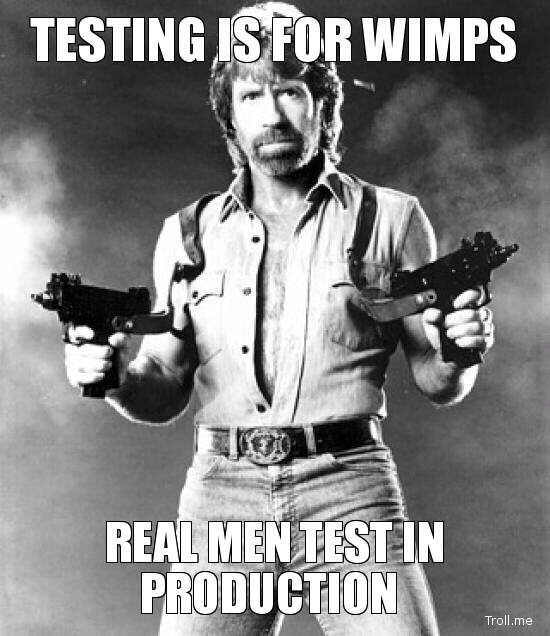 TESTING IS FOR WIMPS
REAL MEN TEST IN
PRODUCTION
Troll.me